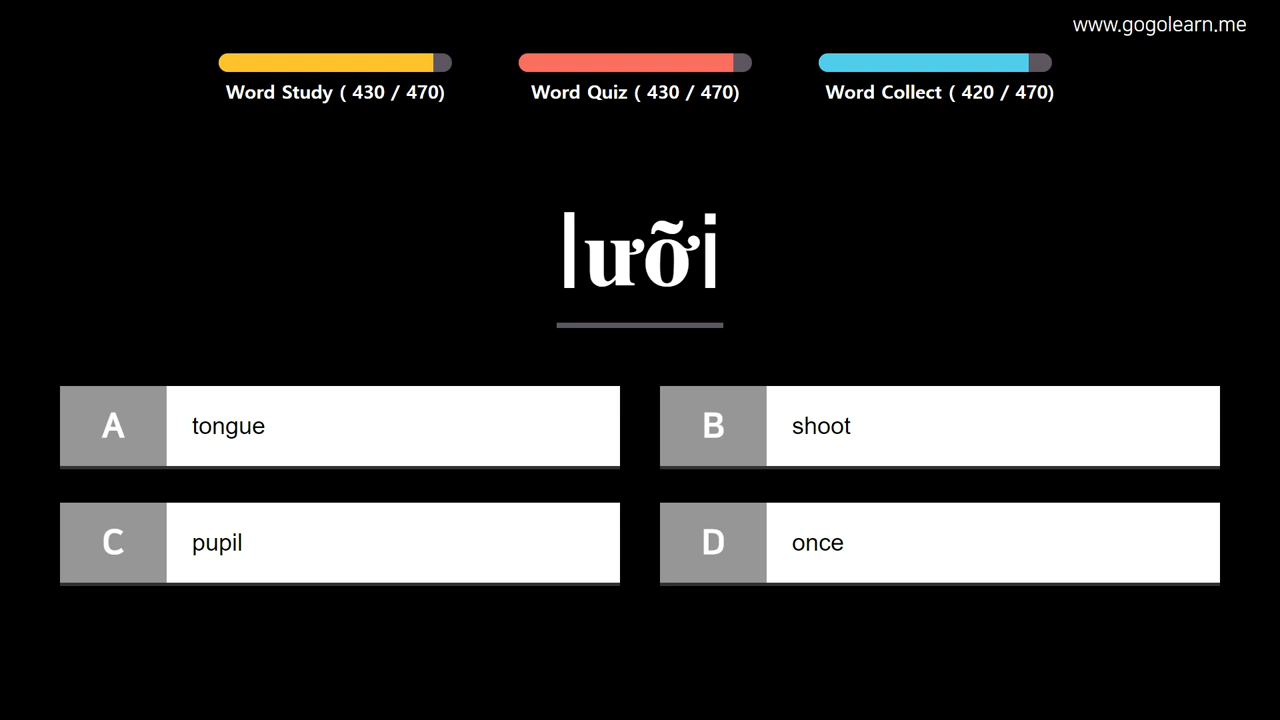 www.gogolearn.me
Word Study ( 430 / 470)
Word Quiz ( 430 / 470)
Word Collect ( 420 / 470)
lưỡi
A tongue
B shoot
C pupil
D once